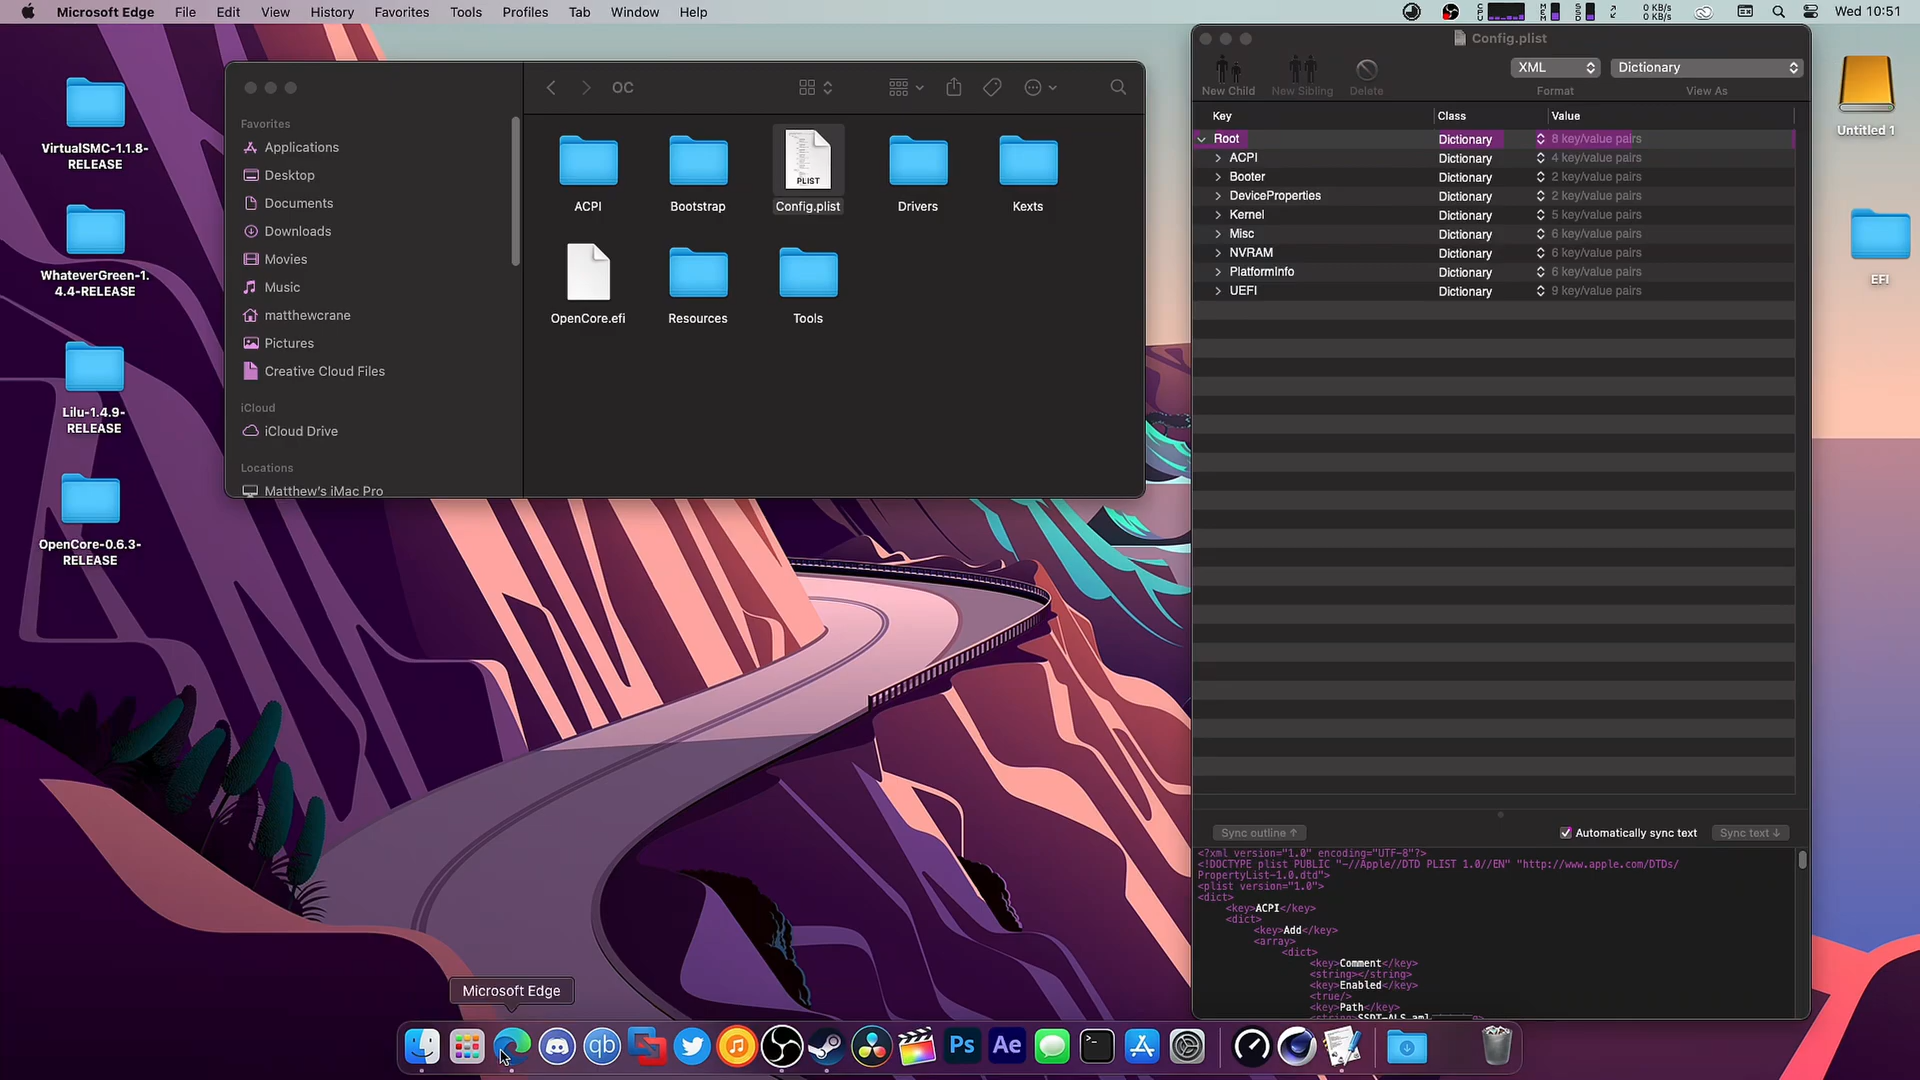 Microsoft Edge File Edit View History Favorites Tools Profiles Tab Window Help
CPU MEM SSD 0 KB/s 0 KB/s Wed 10:51
VirtualSMC-1.1.8-
RELEASE
WhateverGreen-1.
4.4-RELEASE
Lilu-1.4.9-
RELEASE
OpenCore-0.6.3-
RELEASE
OC
Favorites
Applications
Desktop
Documents
Downloads
Movies
Music
matthewcrane
Pictures
Creative Cloud Files
iCloud
iCloud Drive
Locations
Matthew's iMac Pro
PLIST
ACPI Bootstrap Config.plist Drivers Kexts
OpenCore.efi Resources Tools
Config.plist
XML Dictionary
New Child New Sibling Delete Format View As
Key Class Value
Root Dictionary 8 key/value pairs
ACPI Dictionary 4 key/value pairs
Booter Dictionary 2 key/value pairs
DeviceProperties Dictionary 2 key/value pairs
Kernel Dictionary 5 key/value pairs
Misc Dictionary 6 key/value pairs
NVRAM Dictionary 6 key/value pairs
PlatformInfo Dictionary 6 key/value pairs
UEFI Dictionary 9 key/value pairs
Sync outline ↑ Automatically sync text Sync text ↓
<?xml version="1.0" encoding="UTF-8"?>
<!DOCTYPE plist PUBLIC "-//Apple//DTD PLIST 1.0//EN" "http://www.apple.com/DTDs/
PropertyList-1.0.dtd">
<plist version="1.0">
<dict>
<key>ACPI</key>
<dict>
<key>Add</key>
<array>
<dict>
<key>Comment</key>
<string></string>
<key>Enabled</key>
<true/>
<key>Path</key>
<string>SSDT-ALS.aml
Untitled 1
EFI
Microsoft Edge
qb
Ps
Ae